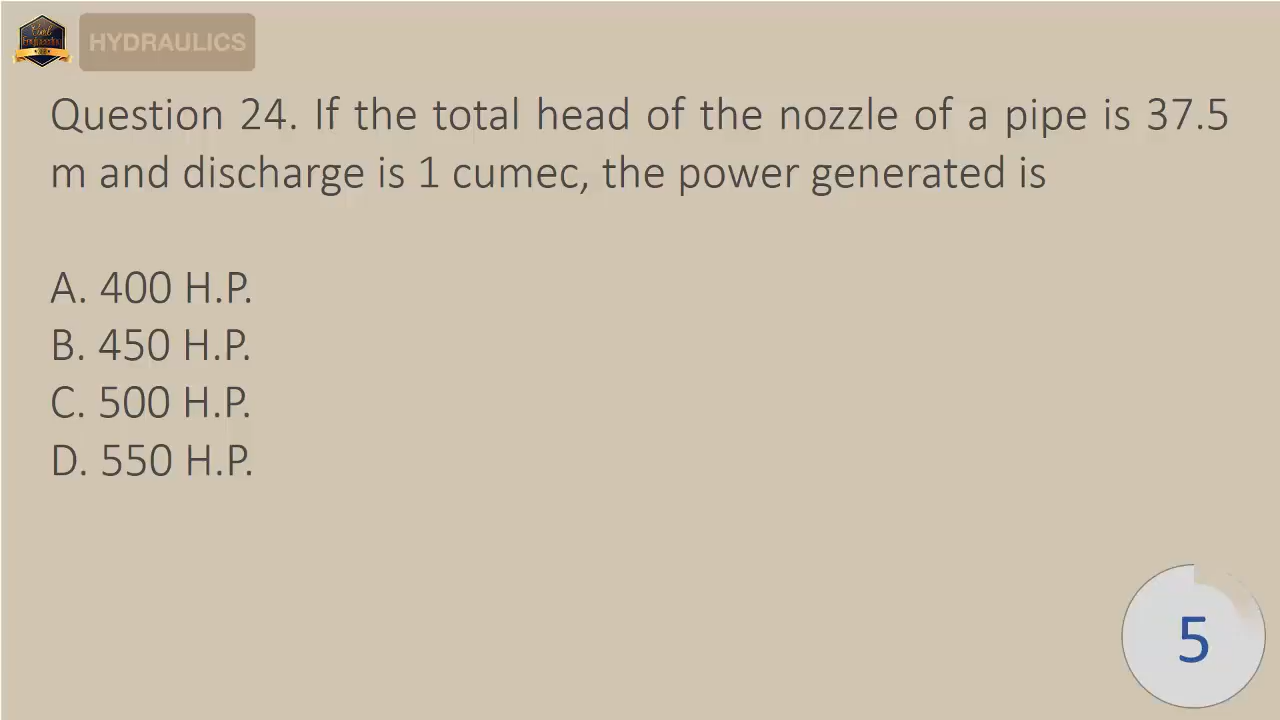 HYDRAULICS
Question 24. If the total head of the nozzle of a pipe is 37.5
m and discharge is 1 cumec, the power generated is
A. 400 H.P.
B. 450 H.P.
C. 500 H.P.
D. 550 H.P.
5